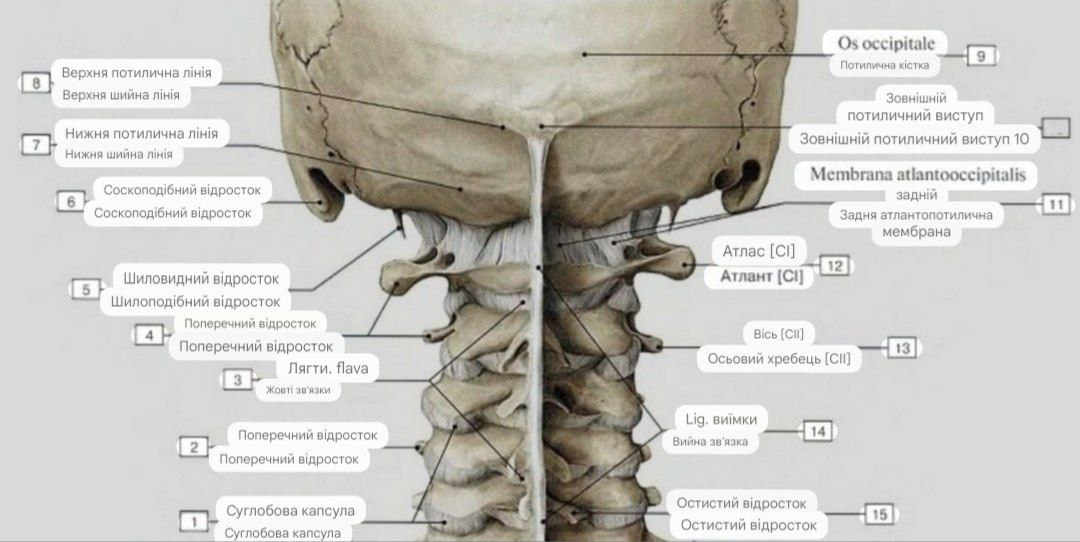 8
Верхня потилична лінія
Верхня шийна лінія
7
Нижня потилична лінія
Нижня шийна лінія
6
Соскоподібний відросток
Соскоподібний відросток
5
Шиловидний відросток
Шилоподібний відросток
4
Поперечний відросток
Поперечний відросток
3
Лягти. flava
Жовті зв'язки
2
Поперечний відросток
Поперечний відросток
1
Суглобова капсула
Суглобова капсула
Os occipitale
Потилична кістка
9
Зовнішній
потиличний виступ
Зовнішній потиличний виступ 10
Membrana atlantooccipitalis
задній
Задня атлантопотилична
мембрана
11
Атлас [CI]
Атлант [CI]
12
Вісь [CII]
Осьовий хребець [CII]
13
Lig. виїмки
Вийна зв'язка
14
Остистий відросток
Остистий відросток
15